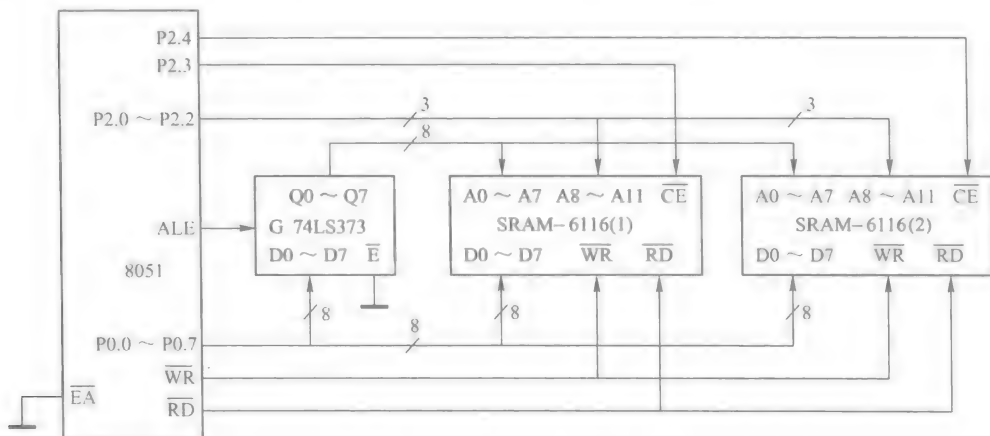 P2.4
P2.3
P2.0 ~ P2.2
3
3
8
Q0 ~ Q7
A0 ~ A7 A8 ~ A11 CE
A0 ~ A7 A8 ~ A11 CE
ALE
G 74LS373
SRAM-6116(1)
SRAM-6116(2)
D0 ~ D7 E
D0 ~ D7 WR RD
D0 ~ D7 WR RD
8051
8
8
8
8
P0.0 ~ P0.7
WR
EA
RD